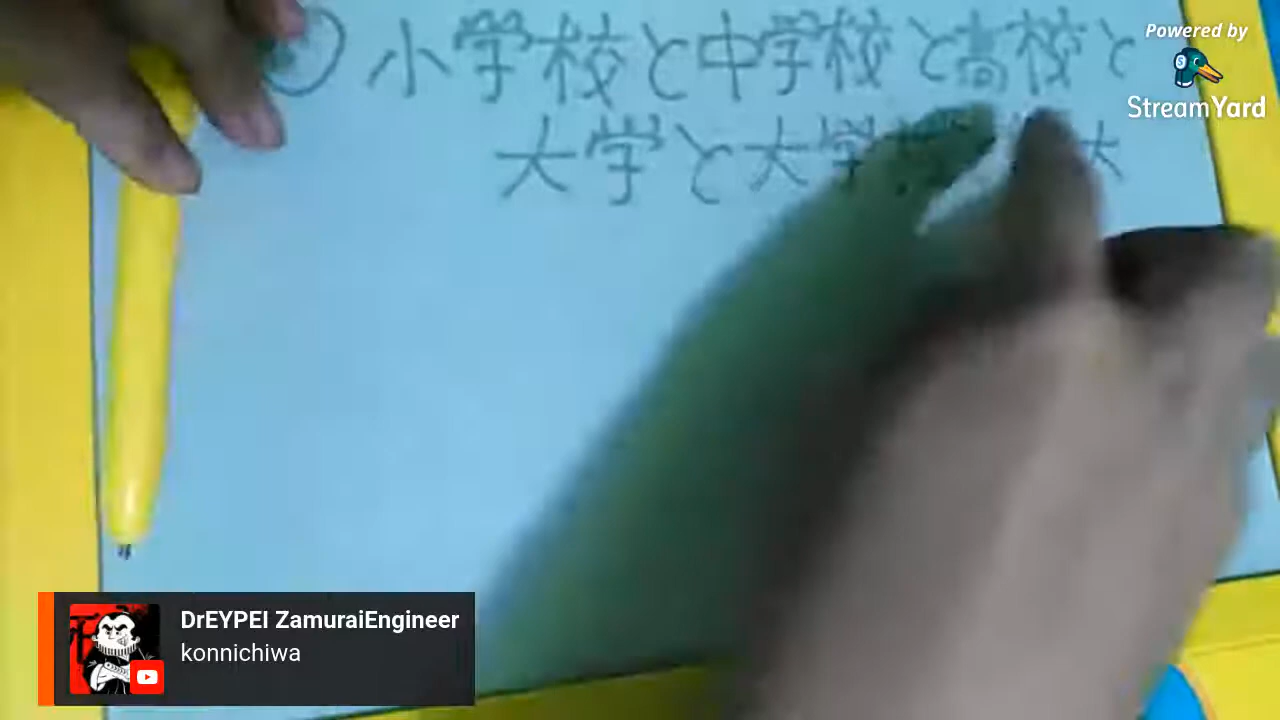 Powered by
StreamYard
小学校と中学校と高校と
大学と大学 大
DrEYPEI ZamuraiEngineer
konnichiwa